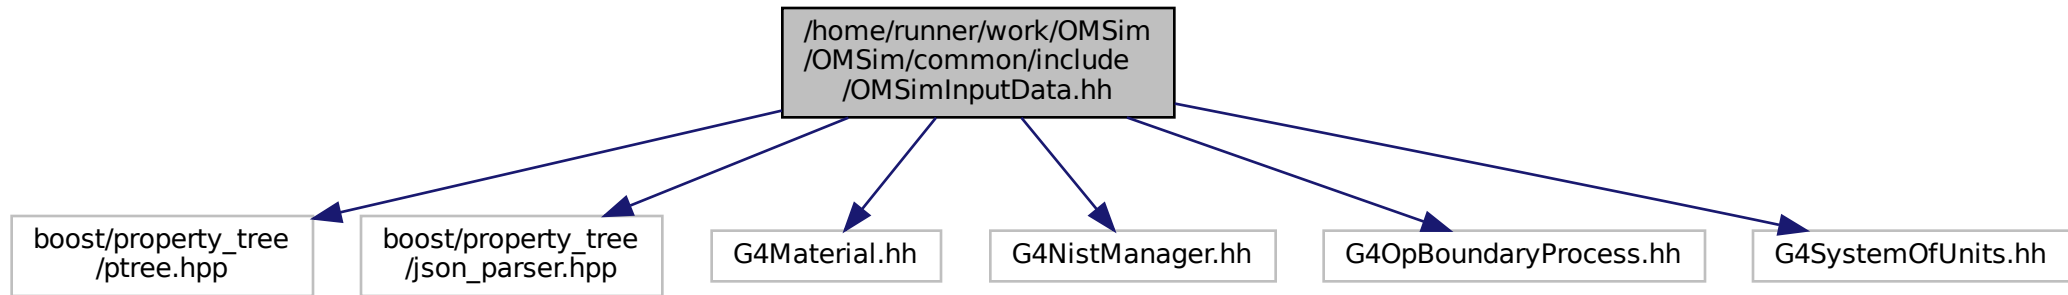 /home/runner/work/OMSim
/OMSim/common/include
/OMSimInputData.hh
boost/property_tree
/ptree.hpp
boost/property_tree
/json_parser.hpp
G4Material.hh
G4NistManager.hh
G4OpBoundaryProcess.hh
G4SystemOfUnits.hh